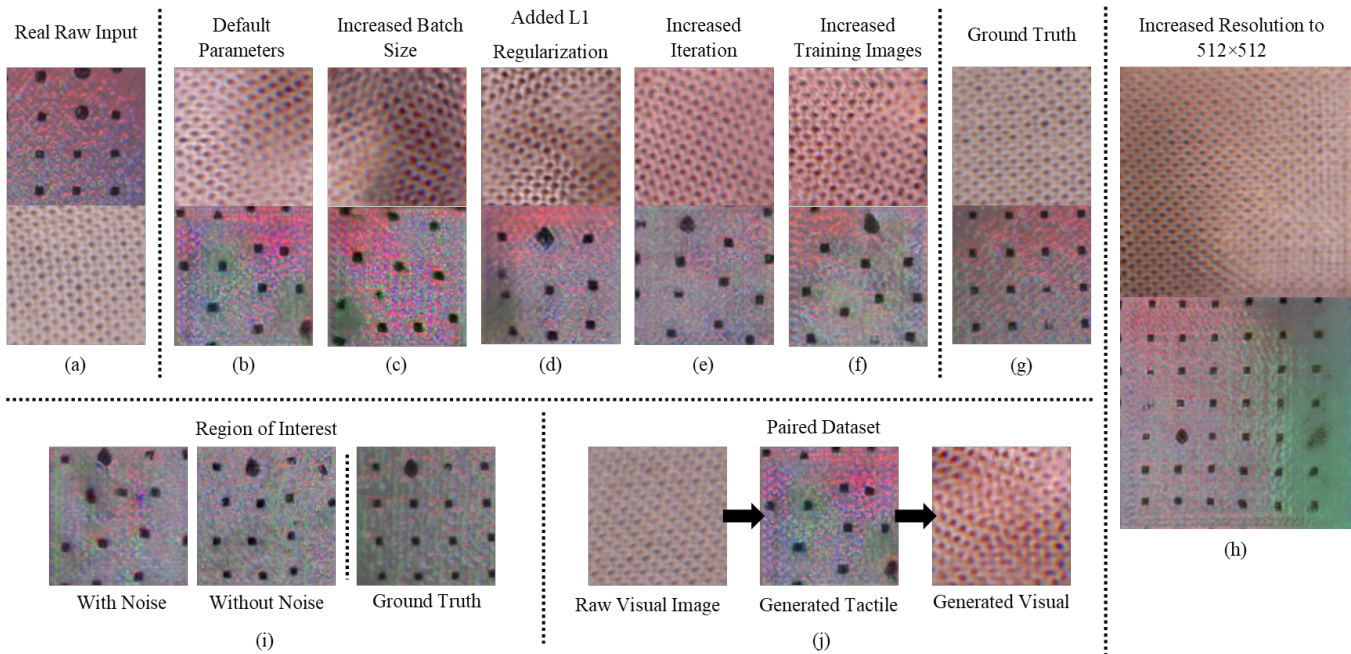 Real Raw Input
Default
Parameters
Increased Batch
Size
Added L1
Regularization
Increased
Iteration
Increased
Training Images
Ground Truth
Increased Resolution to
512×512
(a)
(b)
(c)
(d)
(e)
(f)
(g)
(h)
Region of Interest
With Noise
Without Noise
Ground Truth
(i)
Paired Dataset
Raw Visual Image
Generated Tactile
Generated Visual
(j)